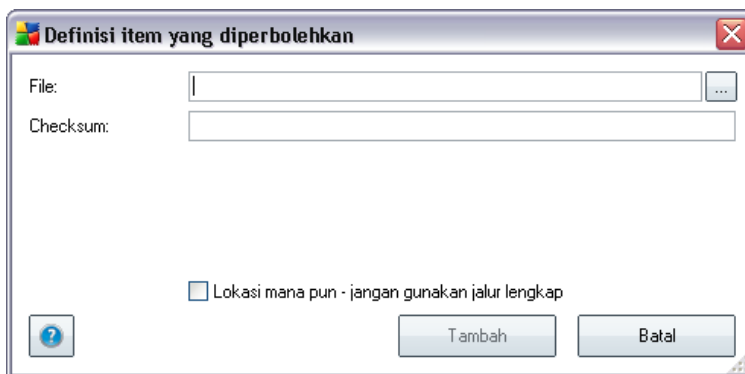 Definisi item yang diperbolehkan
File:
...
Checksum:
Lokasi mana pun - jangan gunakan jalur lengkap
?
Tambah
Batal